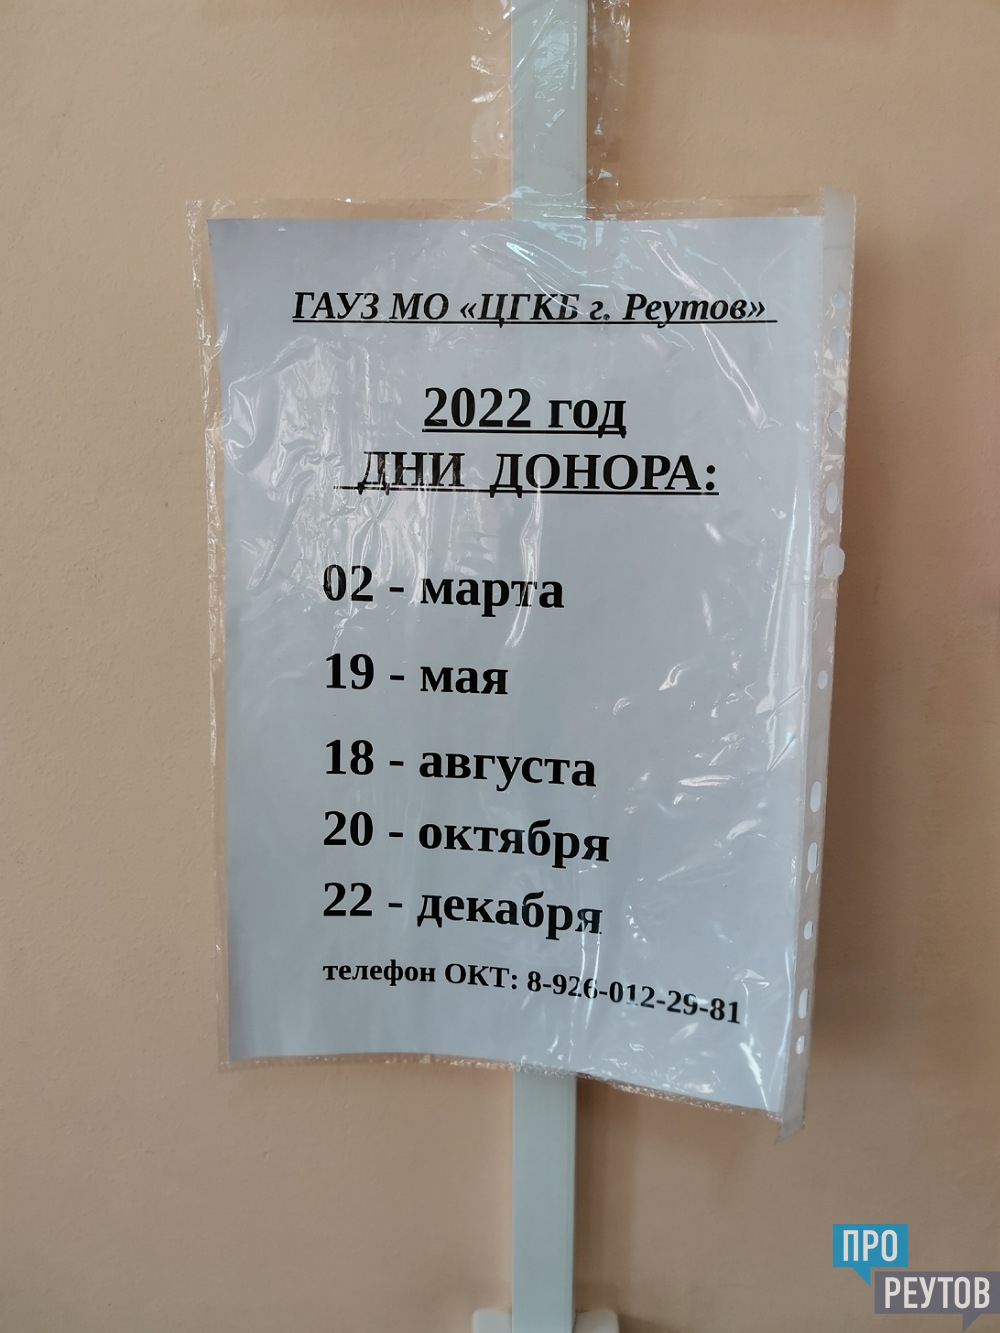 ГАУЗ МО «ЦГКБ г. Реутов»
2022 год
ДНИ ДОНОРА:
02 - марта
19 - мая
18 - августа
20 - октября
22 - декабря
телефон ОКТ: 8-926-012-29-81
ПРО
РЕУТОВ